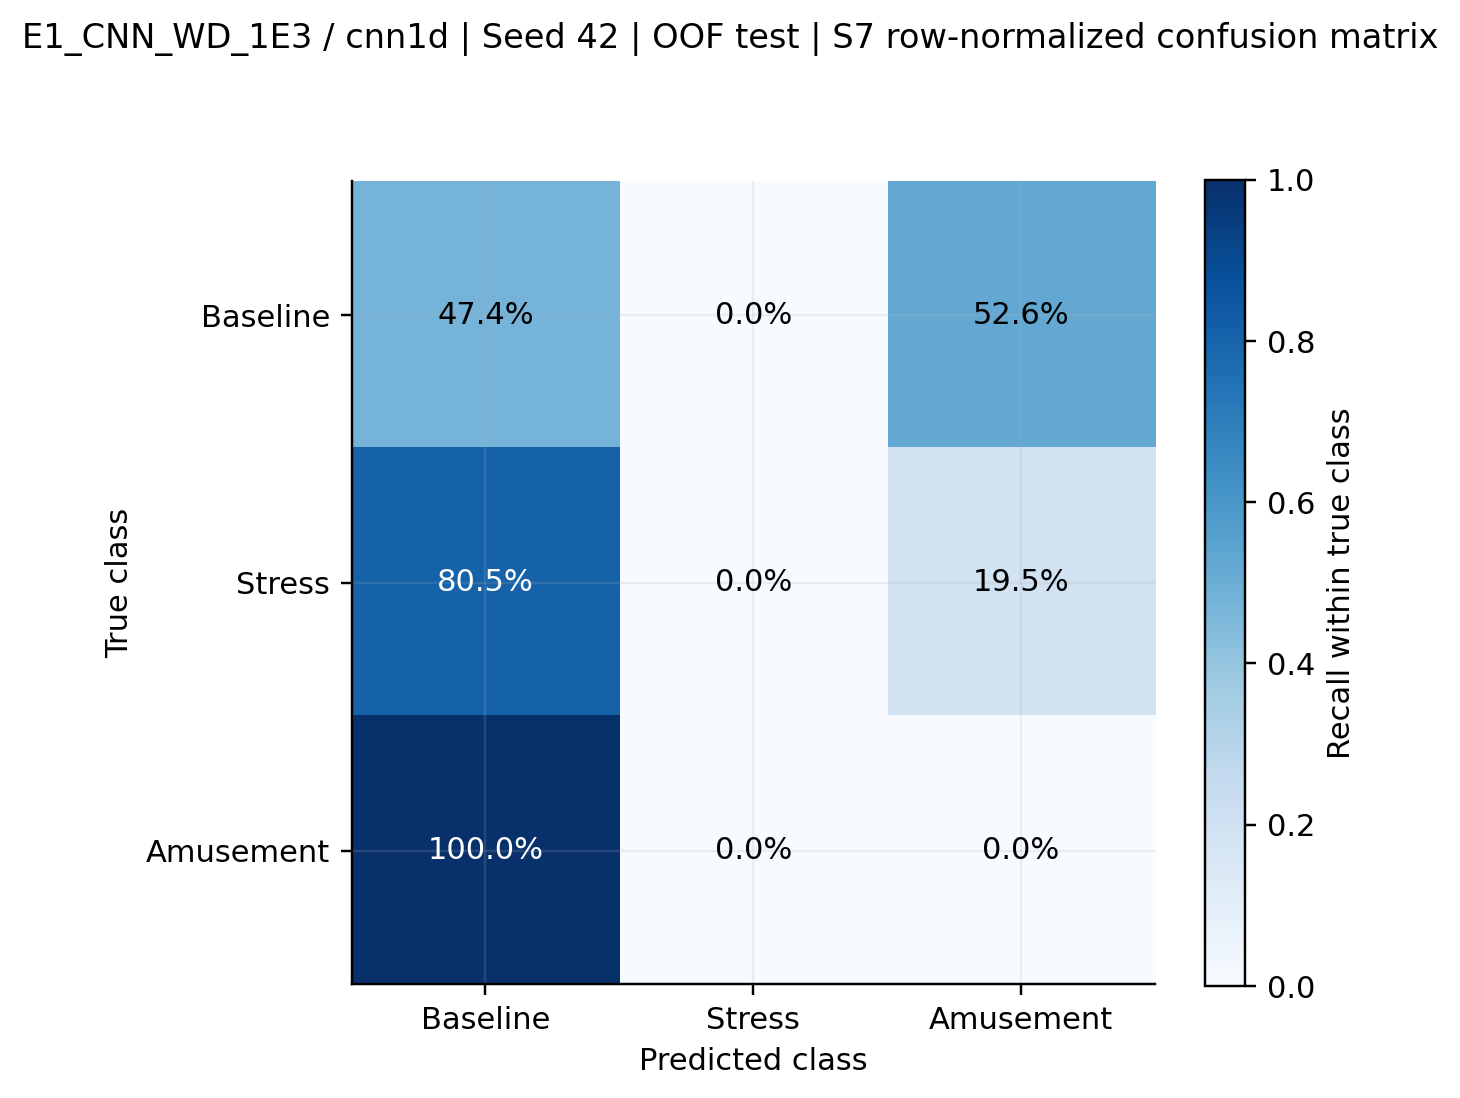 E1_CNN_WD_1E3 / cnn1d | Seed 42 | OOF test | S7 row-normalized confusion matrix
True class
Baseline 47.4% 0.0% 52.6%
Stress 80.5% 0.0% 19.5%
Amusement 100.0% 0.0% 0.0%
Baseline Stress Amusement
Predicted class
1.0
0.8
0.6
0.4
0.2
0.0
Recall within true class